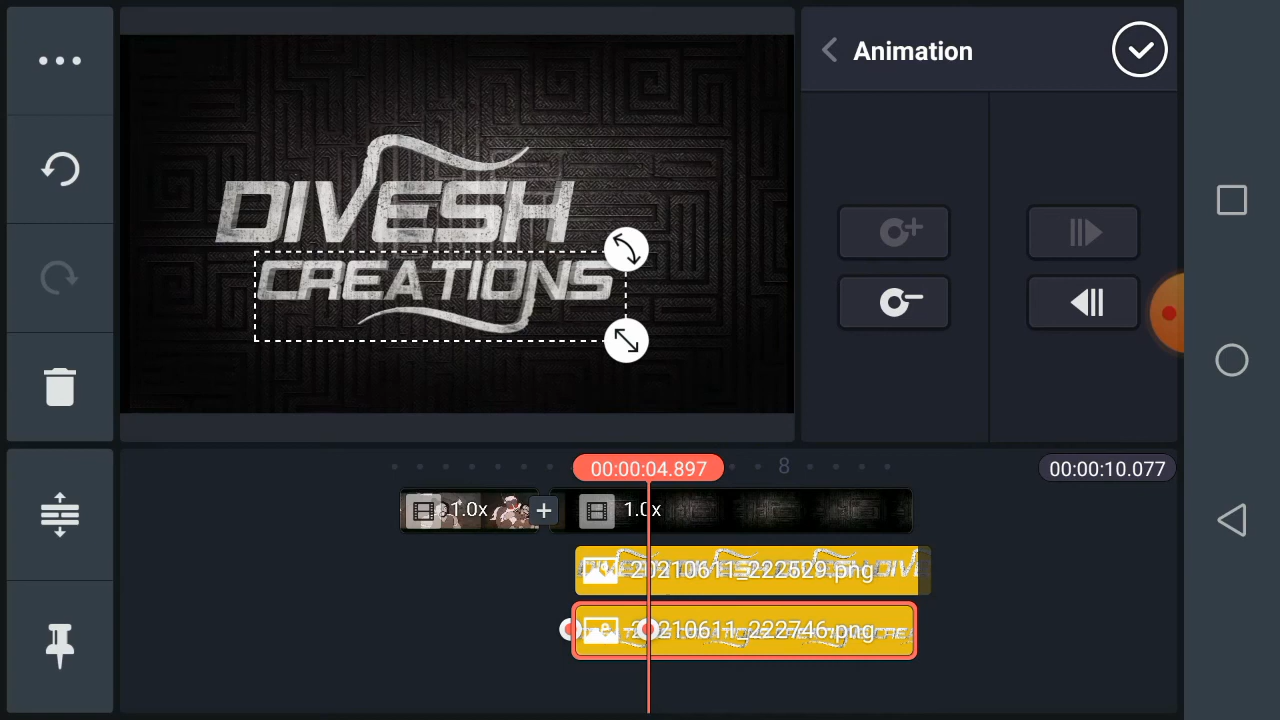 Animation
DIVESH
CREATIONS
00:00:04.897
8
00:00:10.077
1.0x
1.0x
20210611_222529.png
20210611_222746.png